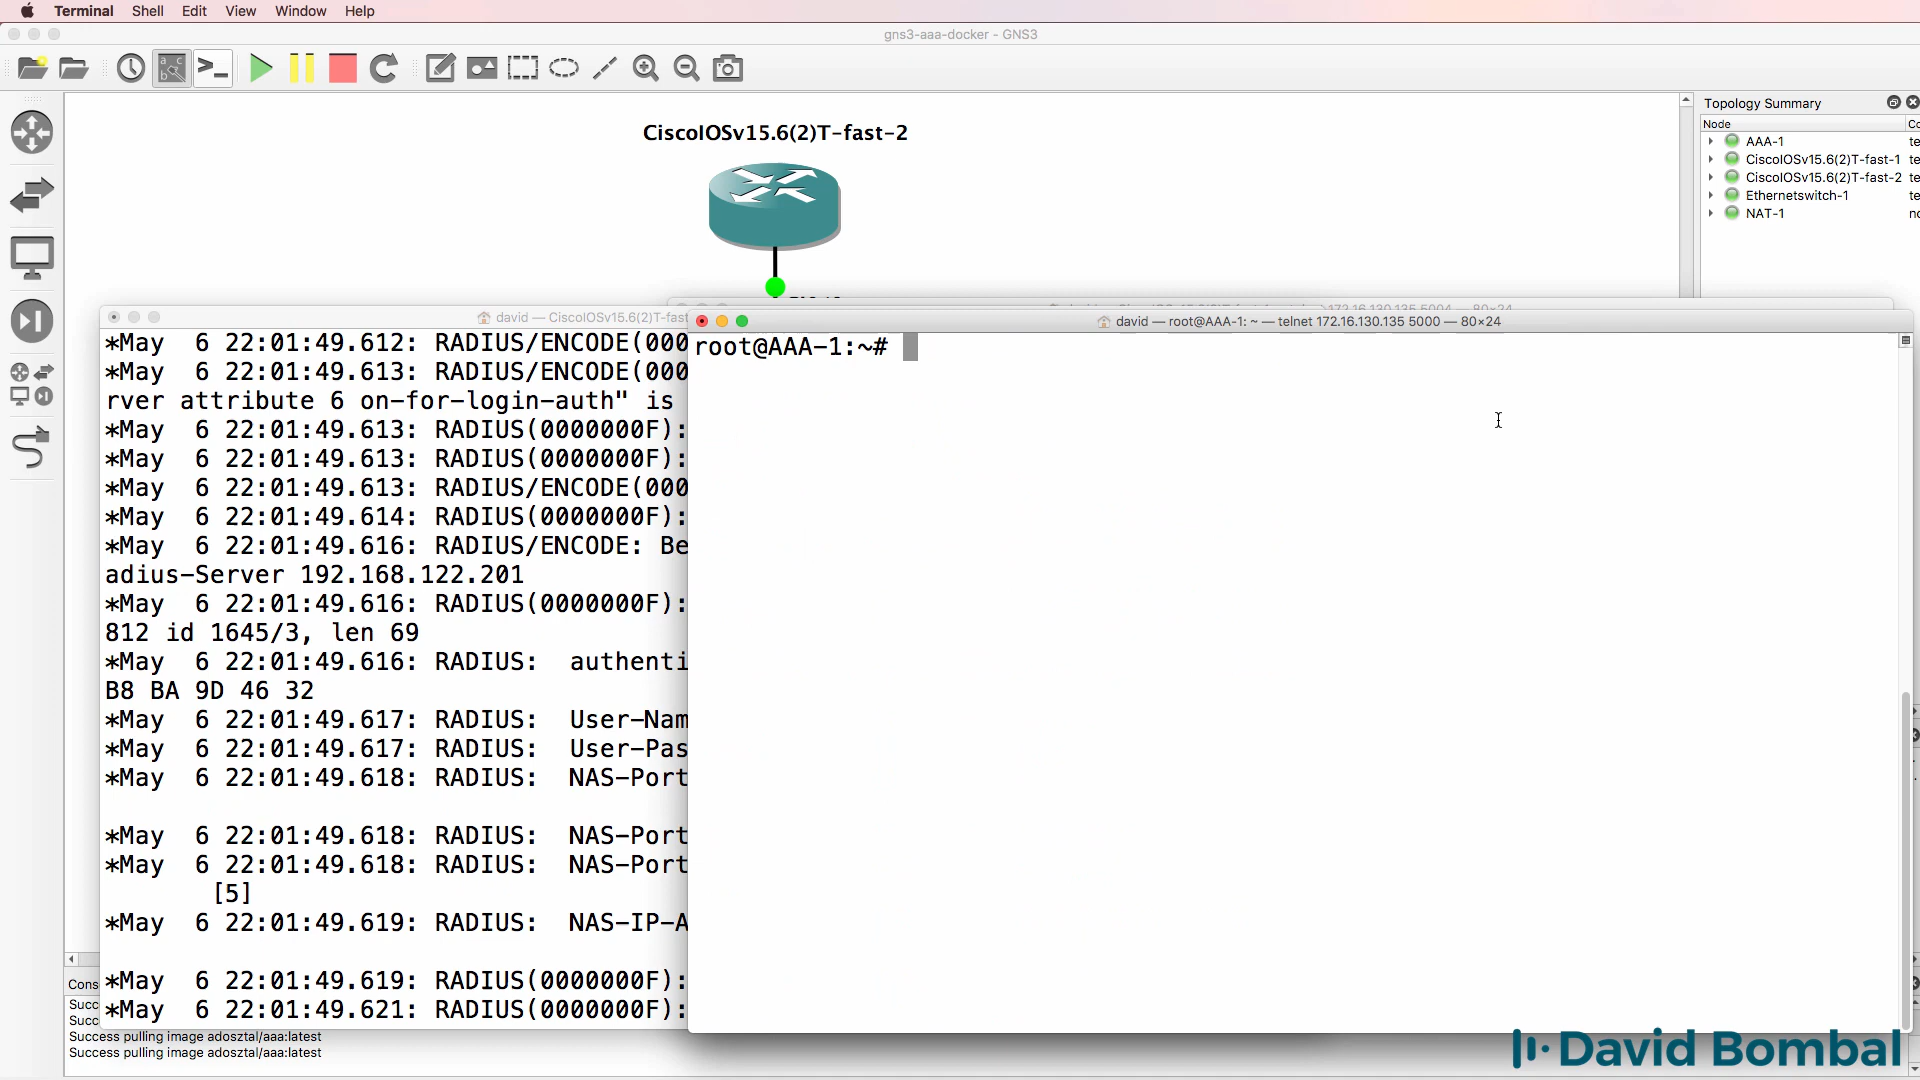 Terminal Shell Edit View Window Help
gns3-aaa-docker - GNS3
CiscoIOSv15.6(2)T-fast-2
Topology Summary
Node
AAA-1
CiscoIOSv15.6(2)T-fast-1
CiscoIOSv15.6(2)T-fast-2
Ethernetswitch-1
NAT-1
david — CiscoIOSv15.6(2)T-fast
david — root@AAA-1: ~ — telnet 172.16.130.135 5000 — 80×24
root@AAA-1:~#
*May  6 22:01:49.612: RADIUS/ENCODE(000
*May  6 22:01:49.613: RADIUS/ENCODE(000
rver attribute 6 on-for-login-auth" is
*May  6 22:01:49.613: RADIUS(0000000F):
*May  6 22:01:49.613: RADIUS(0000000F):
*May  6 22:01:49.613: RADIUS/ENCODE(000
*May  6 22:01:49.614: RADIUS(0000000F):
*May  6 22:01:49.616: RADIUS/ENCODE: Be
adius-Server 192.168.122.201
*May  6 22:01:49.616: RADIUS(0000000F):
812 id 1645/3, len 69
*May  6 22:01:49.616: RADIUS:  authenti
B8 BA 9D 46 32
*May  6 22:01:49.617: RADIUS:  User-Nam
*May  6 22:01:49.617: RADIUS:  User-Pas
*May  6 22:01:49.618: RADIUS:  NAS-Port
*May  6 22:01:49.618: RADIUS:  NAS-Port
*May  6 22:01:49.618: RADIUS:  NAS-Port
[5]
*May  6 22:01:49.619: RADIUS:  NAS-IP-A
*May  6 22:01:49.619: RADIUS(0000000F):
*May  6 22:01:49.621: RADIUS(0000000F):
Cons
Succ
Succ
Success pulling image adosztal/aaa:latest
Success pulling image adosztal/aaa:latest
David Bombal